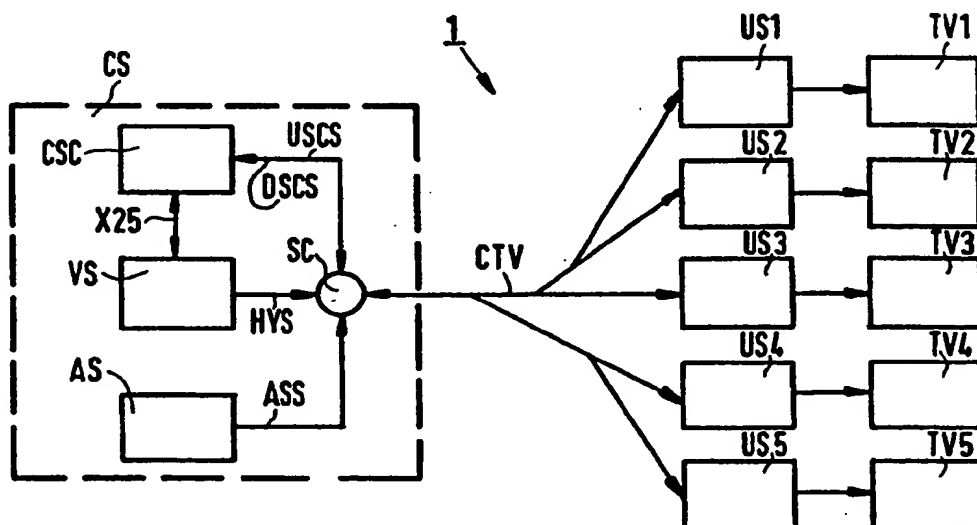 1
CS
CSC
USCS
DSCS
X25
VS
SC
HYS
AS
ASS
CTV
US1
TV1
US2
TV2
US3
TV3
US4
TV4
US5
TV5